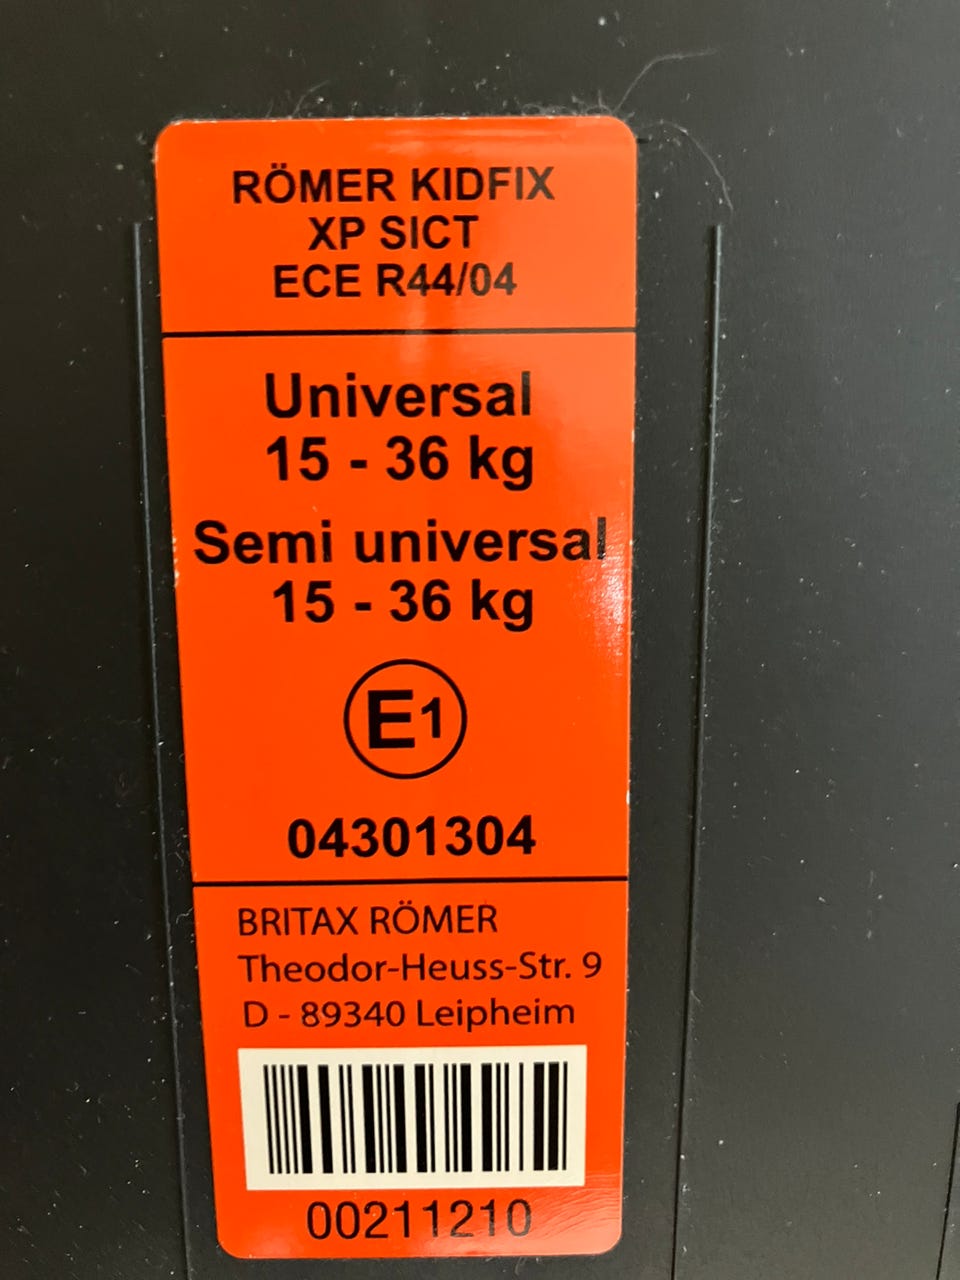 RÖMER KIDFIX
XP SICT
ECE R44/04
Universal
15 - 36 kg
Semi universal
15 - 36 kg
E1
04301304
BRITAX RÖMER
Theodor-Heuss-Str. 9
D - 89340 Leipheim
00211210